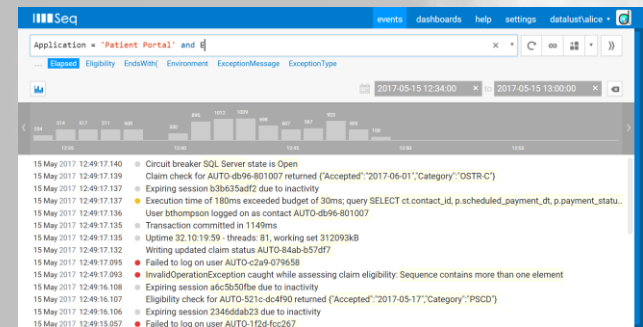 Seq
events dashboards help settings datalust\alice
Application = 'Patient Portal' and E
... Elapsed Eligibility EndsWith( Environment ExceptionMessage ExceptionType
2017-05-15 12:34:00 × to 2017-05-15 13:00:00 ×
15 May 2017 12:49:17.140 Circuit breaker SQL Server state is Open
15 May 2017 12:49:17.139 Claim check for AUTO-db96-801007 returned {"Accepted":"2017-06-01","Category":"OSTR-C"}
15 May 2017 12:49:17.137 Expiring session b3b635adf2 due to inactivity
15 May 2017 12:49:17.137 Execution time of 180ms exceeded budget of 30ms; query SELECT ct.contact_id, p.scheduled_payment_dt, p.payment_statu..
15 May 2017 12:49:17.136 User bthompson logged on as contact AUTO-db96-801007
15 May 2017 12:49:17.135 Transaction committed in 1149ms
15 May 2017 12:49:17.135 Uptime 32.10:19:59 - threads: 81, working set 312093kB
15 May 2017 12:49:17.132 Writing updated claim status AUTO-84ab-b57df7
15 May 2017 12:49:17.095 Failed to log on user AUTO-c2a9-079658
15 May 2017 12:49:17.093 InvalidOperationException caught while assessing claim eligibility: Sequence contains more than one element
15 May 2017 12:49:16.108 Expiring session a6c5b50fbe due to inactivity
15 May 2017 12:49:16.107 Eligibility check for AUTO-521c-dc4f90 returned {"Accepted":"2017-05-17","Category":"PSCD"}
15 May 2017 12:49:16.106 Expiring session 2346ddab23 due to inactivity
15 May 2017 12:49:15.057 Failed to log on user AUTO-1f2d-fcc267